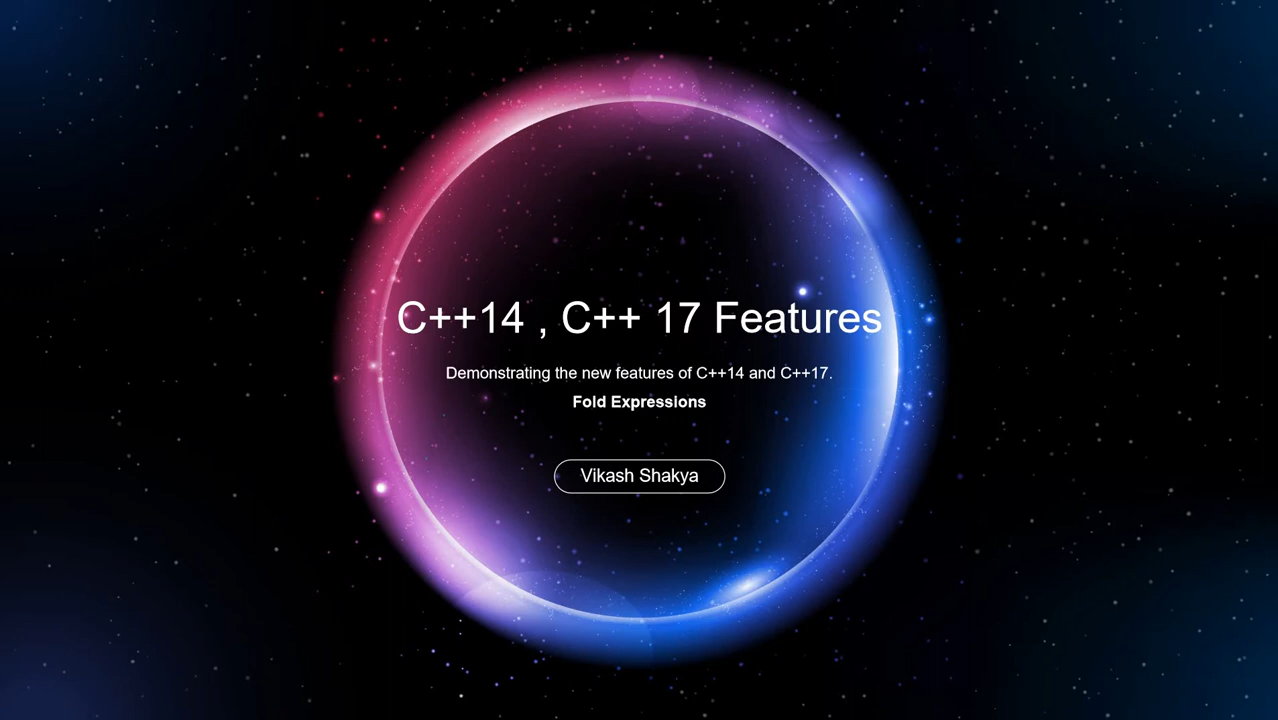 C++14 , C++ 17 Features
Demonstrating the new features of C++14 and C++17.
Fold Expressions
Vikash Shakya